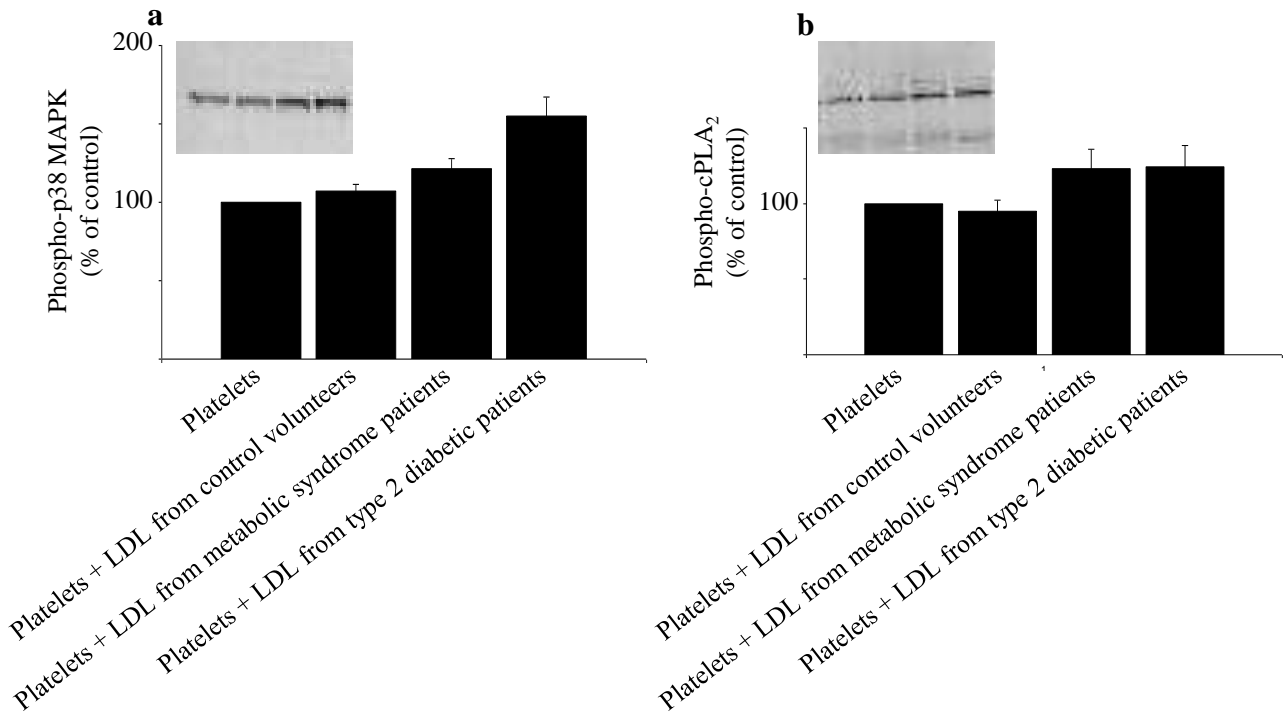 a
200
100
Phospho-p38 MAPK
(% of control)
Platelets
Platelets + LDL from control volunteers
Platelets + LDL from metabolic syndrome patients
Platelets + LDL from type 2 diabetic patients
b
100
Phospho-cPLA₂
(% of control)
Platelets
Platelets + LDL from control volunteers
Platelets + LDL from metabolic syndrome patients
Platelets + LDL from type 2 diabetic patients